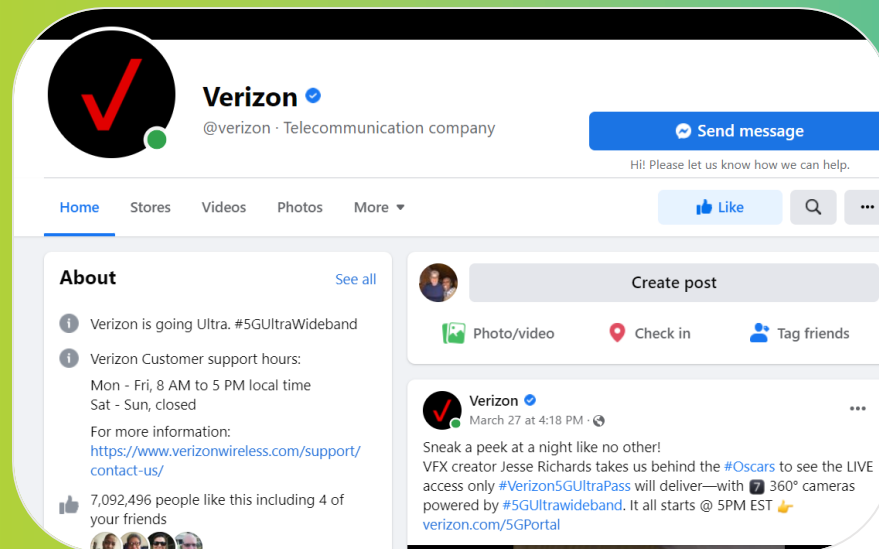 Verizon
@verizon · Telecommunication company
Send message
Hi! Please let us know how we can help.
Home Stores Videos Photos More
Like
About
See all
Verizon is going Ultra. #5GUltraWideband
Verizon Customer support hours:
Mon - Fri, 8 AM to 5 PM local time
Sat - Sun, closed
For more information:
https://www.verizonwireless.com/support/
contact-us/
7,092,496 people like this including 4 of
your friends
Create post
Photo/video Check in Tag friends
Verizon
March 27 at 4:18 PM ·
Sneak a peek at a night like no other!
VFX creator Jesse Richards takes us behind the #Oscars to see the LIVE
access only #Verizon5GUltraPass will deliver—with 7️⃣ 360° cameras
powered by #5GUltrawideband. It all starts @ 5PM EST 👉
verizon.com/5GPortal